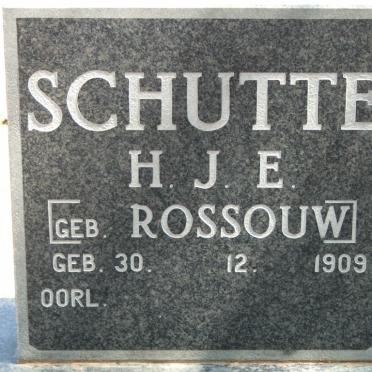 SCHUTTE
H. J. E.
[GEB. ROSSOUW]
GEB. 30. 12. 1909
OORL.